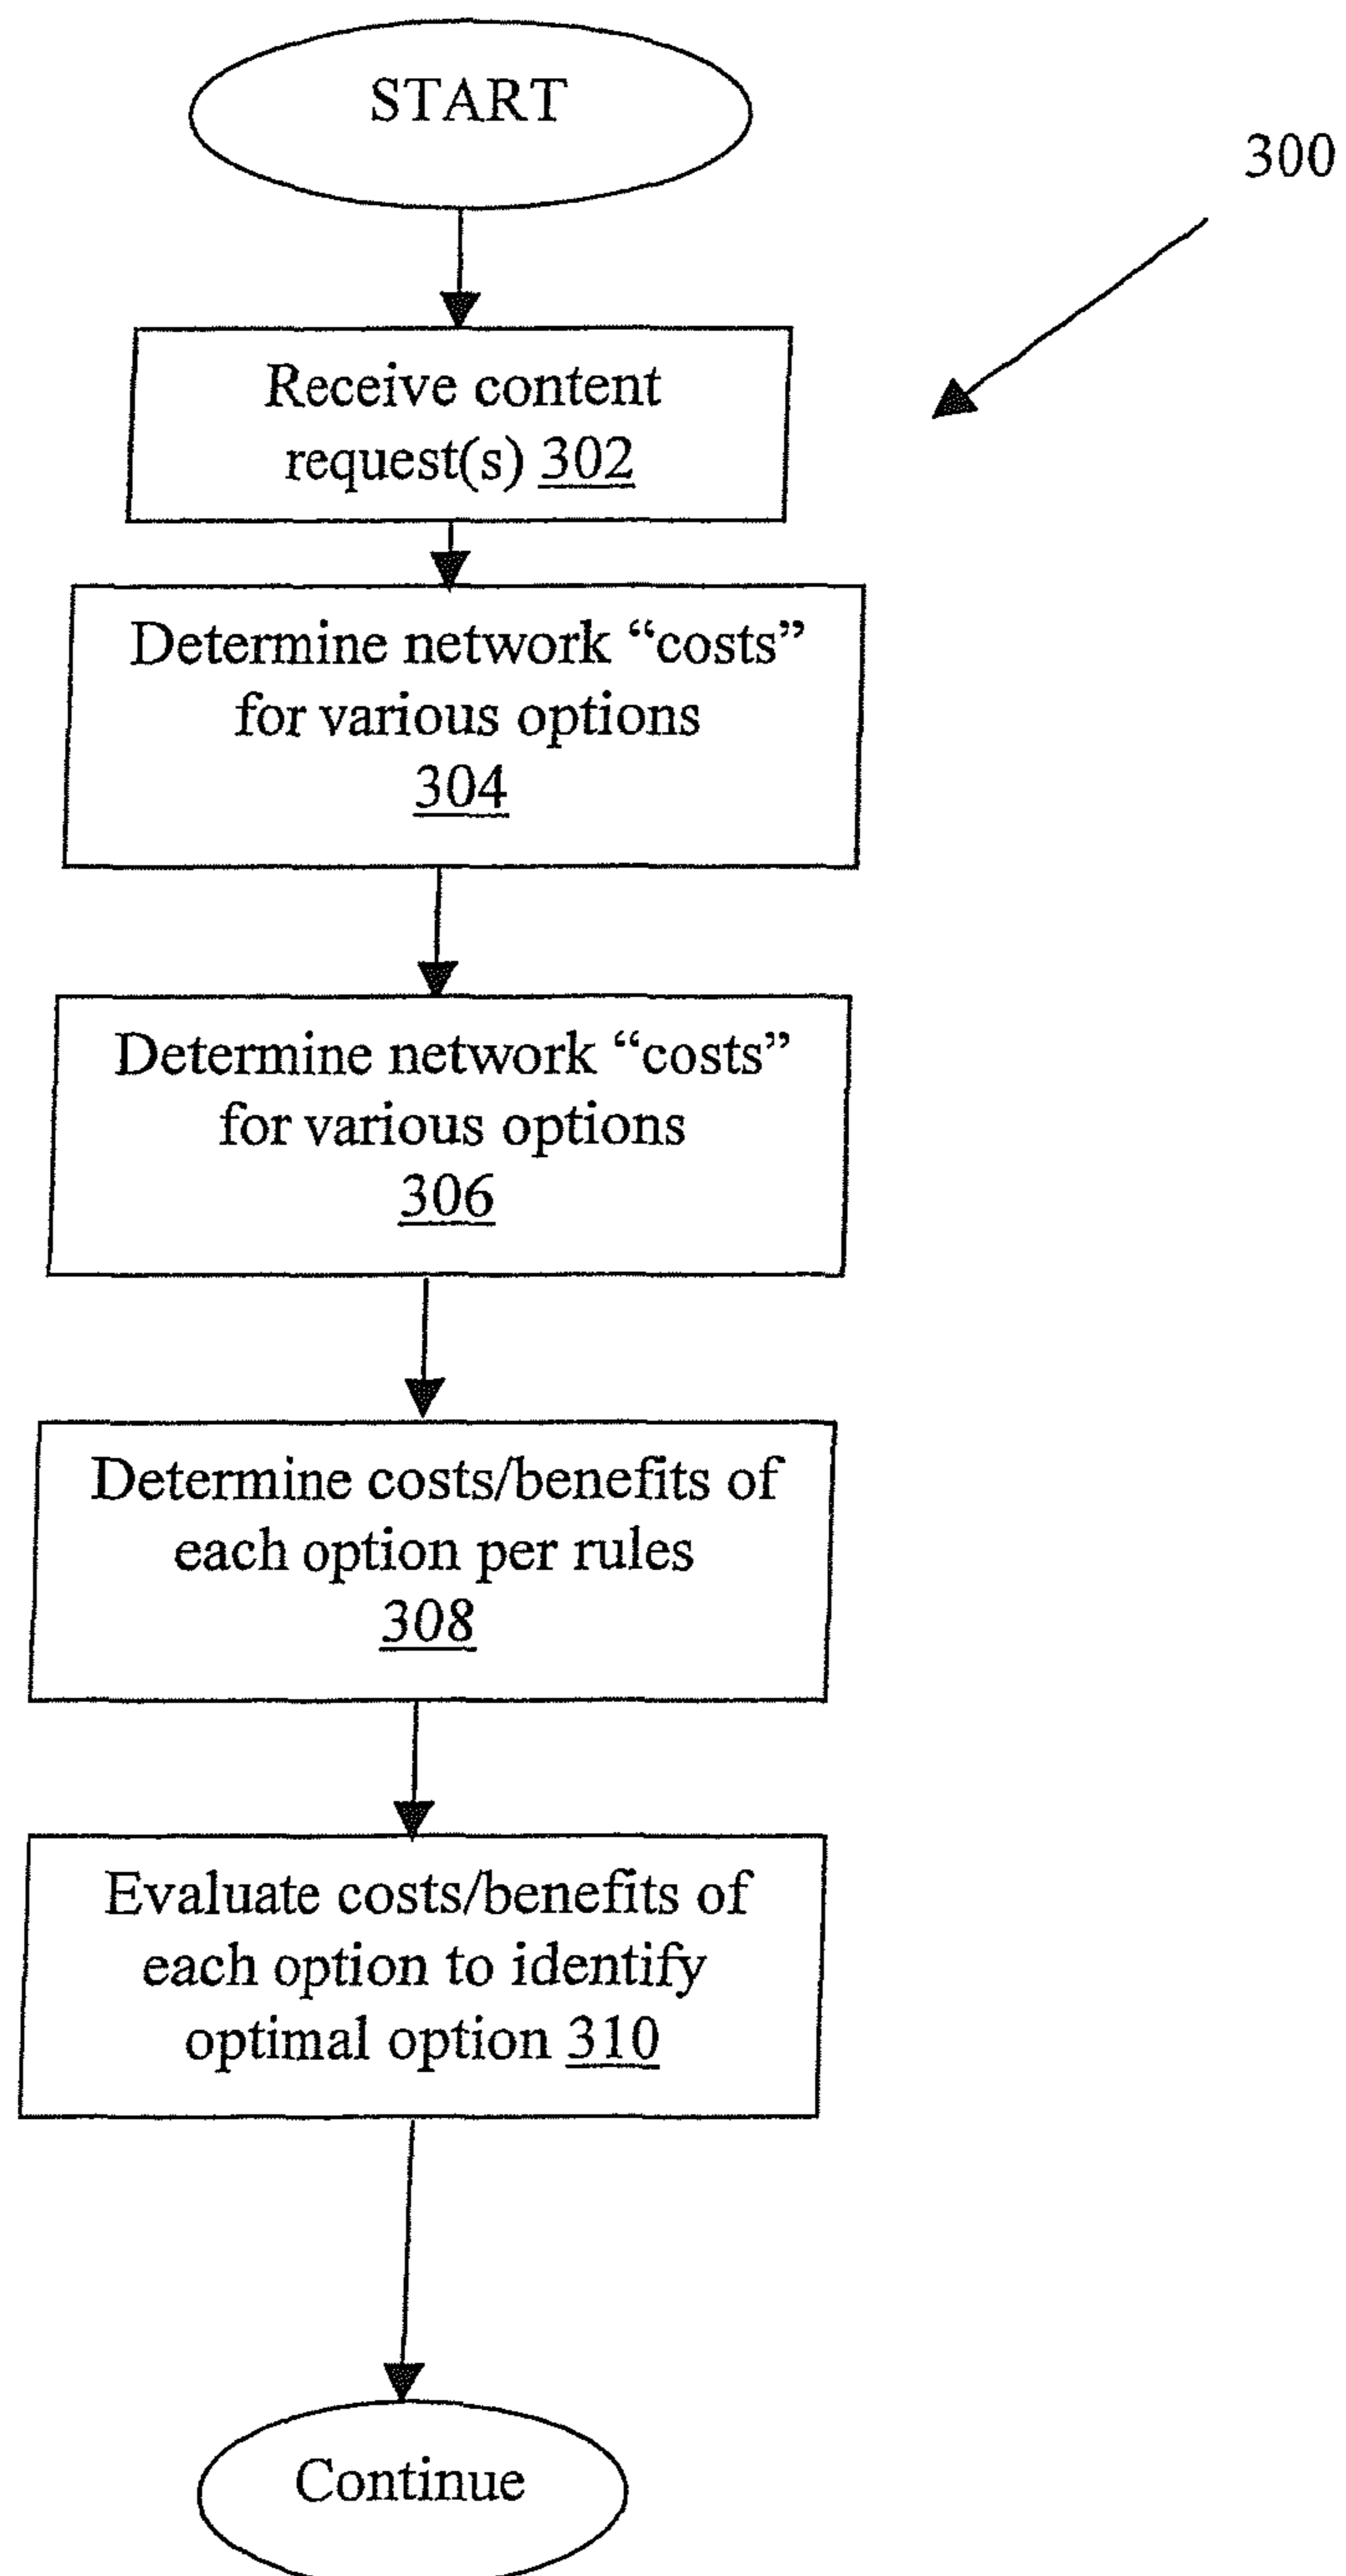 START
300
Receive content
request(s) 302
Determine network “costs”
for various options
304
Determine network “costs”
for various options
306
Determine costs/benefits of
each option per rules
308
Evaluate costs/benefits of
each option to identify
optimal option 310
Continue